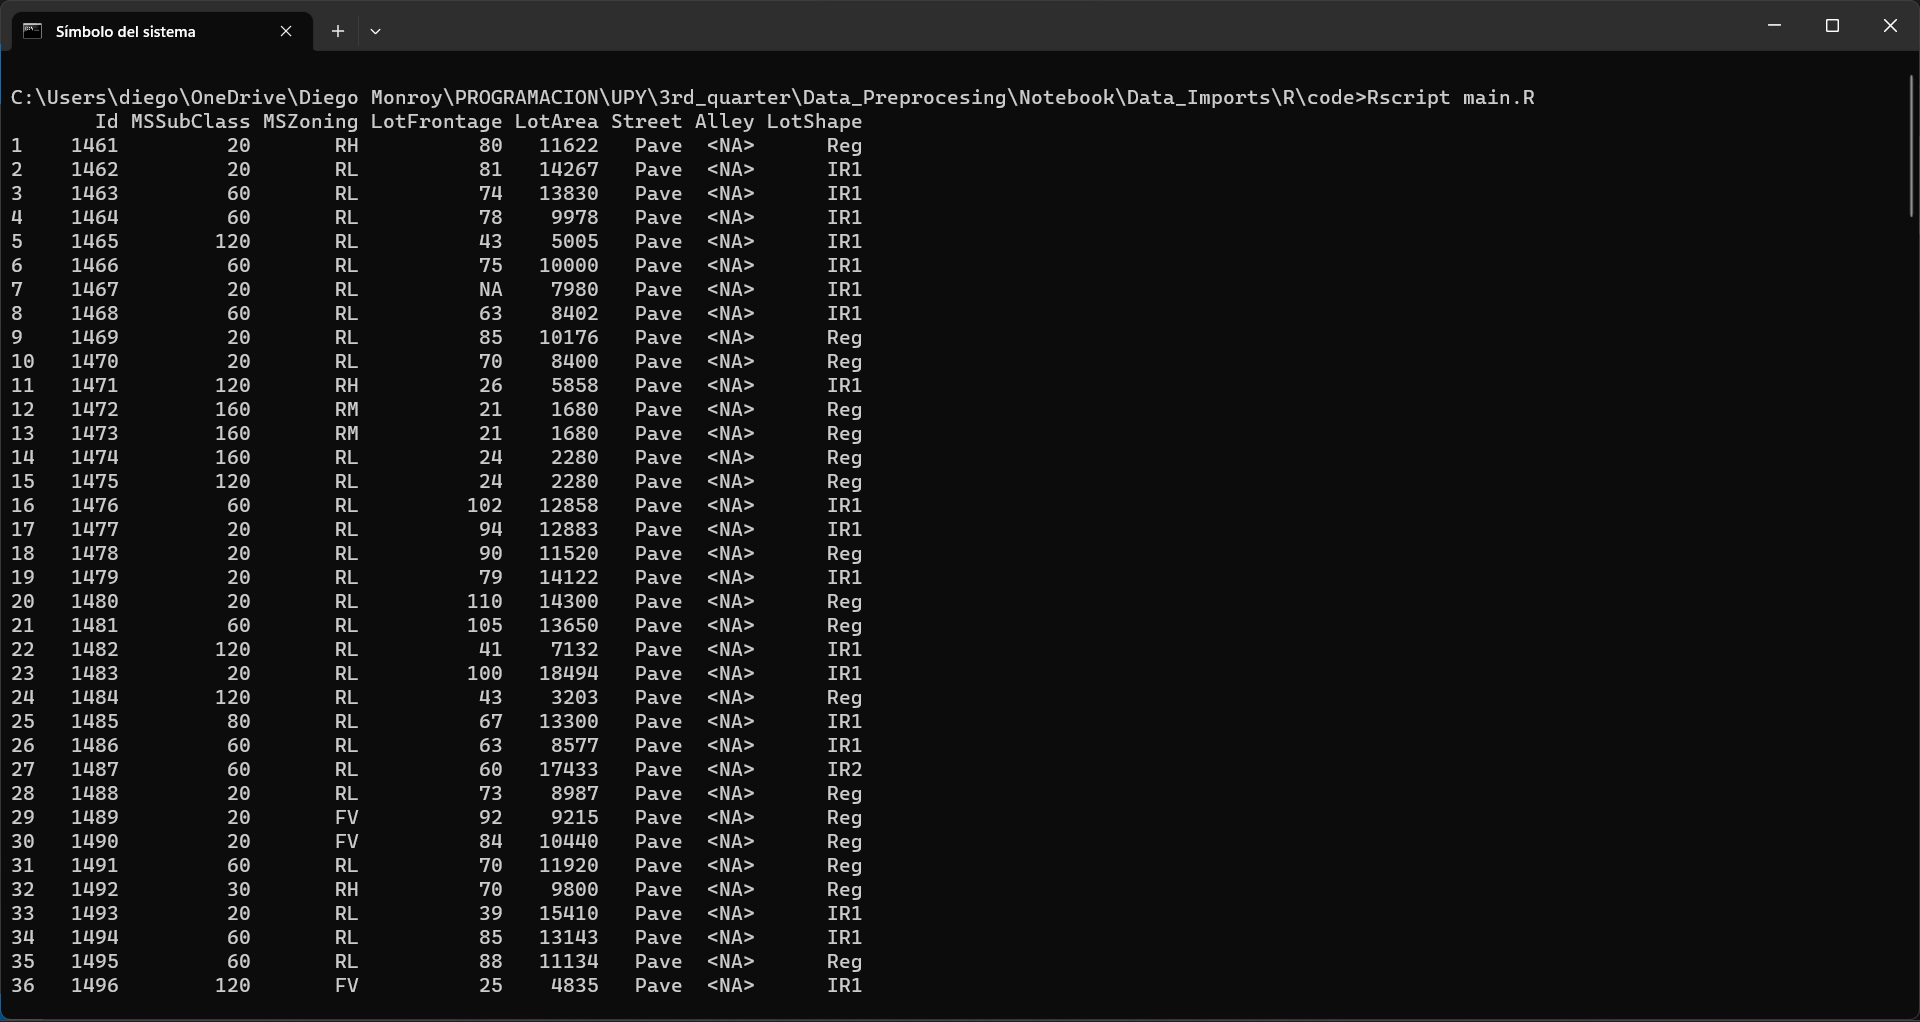 Símbolo del sistema
C:\Users\diego\OneDrive\Diego Monroy\PROGRAMACION\UPY\3rd_quarter\Data_Preprocesing\Notebook\Data_Imports\R\code>Rscript main.R
Id MSSubClass MSZoning LotFrontage LotArea Street Alley LotShape
1 1461 20 RH 80 11622 Pave <NA> Reg
2 1462 20 RL 81 14267 Pave <NA> IR1
3 1463 60 RL 74 13830 Pave <NA> IR1
4 1464 60 RL 78 9978 Pave <NA> IR1
5 1465 120 RL 43 5005 Pave <NA> IR1
6 1466 60 RL 75 10000 Pave <NA> IR1
7 1467 20 RL NA 7980 Pave <NA> IR1
8 1468 60 RL 63 8402 Pave <NA> IR1
9 1469 20 RL 85 10176 Pave <NA> Reg
10 1470 20 RL 70 8400 Pave <NA> Reg
11 1471 120 RH 26 5858 Pave <NA> IR1
12 1472 160 RM 21 1680 Pave <NA> Reg
13 1473 160 RM 21 1680 Pave <NA> Reg
14 1474 160 RL 24 2280 Pave <NA> Reg
15 1475 120 RL 24 2280 Pave <NA> Reg
16 1476 60 RL 102 12858 Pave <NA> IR1
17 1477 20 RL 94 12883 Pave <NA> IR1
18 1478 20 RL 90 11520 Pave <NA> Reg
19 1479 20 RL 79 14122 Pave <NA> IR1
20 1480 20 RL 110 14300 Pave <NA> Reg
21 1481 60 RL 105 13650 Pave <NA> Reg
22 1482 120 RL 41 7132 Pave <NA> IR1
23 1483 20 RL 100 18494 Pave <NA> IR1
24 1484 120 RL 43 3203 Pave <NA> Reg
25 1485 80 RL 67 13300 Pave <NA> IR1
26 1486 60 RL 63 8577 Pave <NA> IR1
27 1487 60 RL 60 17433 Pave <NA> IR2
28 1488 20 RL 73 8987 Pave <NA> Reg
29 1489 20 FV 92 9215 Pave <NA> Reg
30 1490 20 FV 84 10440 Pave <NA> Reg
31 1491 60 RL 70 11920 Pave <NA> Reg
32 1492 30 RH 70 9800 Pave <NA> Reg
33 1493 20 RL 39 15410 Pave <NA> IR1
34 1494 60 RL 85 13143 Pave <NA> IR1
35 1495 60 RL 88 11134 Pave <NA> Reg
36 1496 120 FV 25 4835 Pave <NA> IR1